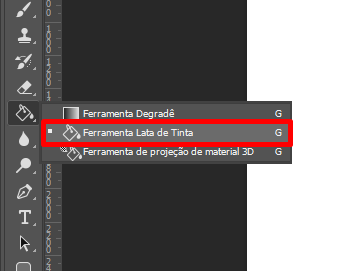 Ferramenta Degradê G
Ferramenta Lata de Tinta G
Ferramenta de projeção de material 3D G